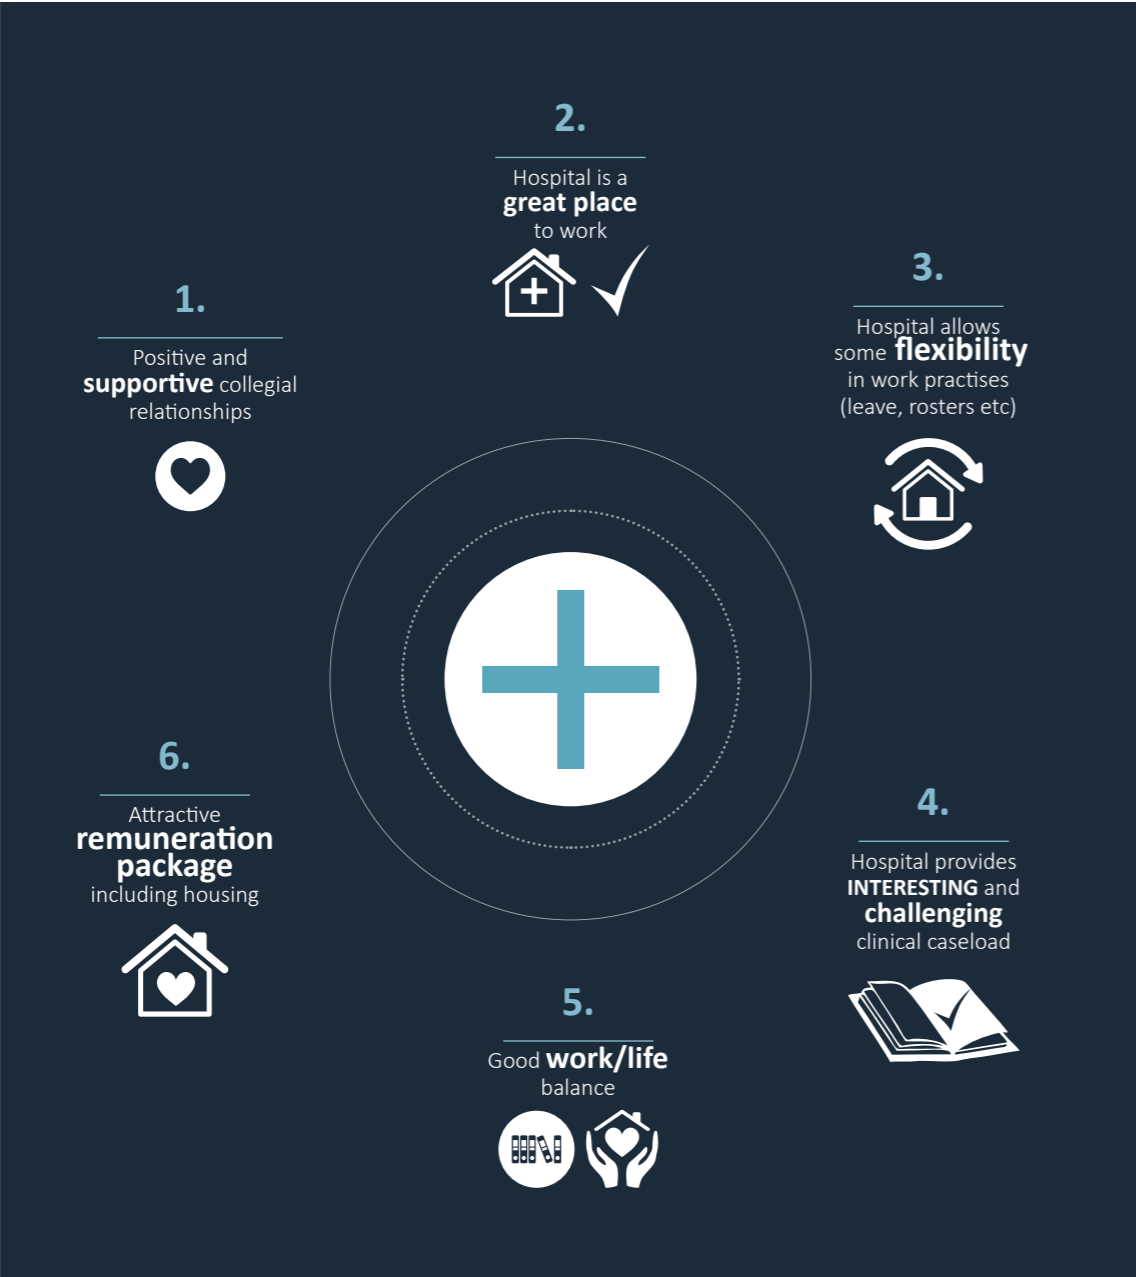 1.
Positive and
supportive collegial
relationships
2.
Hospital is a
great place
to work
3.
Hospital allows
some flexibility
in work practises
(leave, rosters etc)
4.
Hospital provides
INTERESTING and
challenging
clinical caseload
5.
Good work/life
balance
6.
Attractive
remuneration
package
including housing